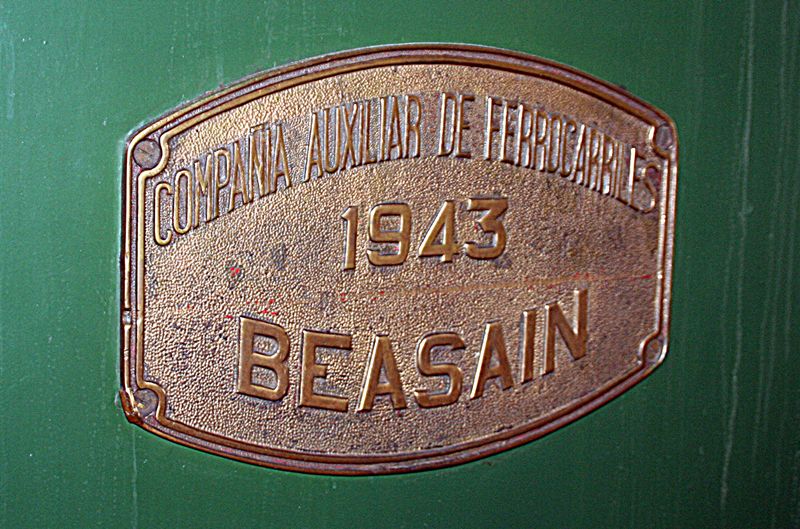 COMPAÑIA AUXILIAR DE FERROCARRILES
1943
BEASAIN